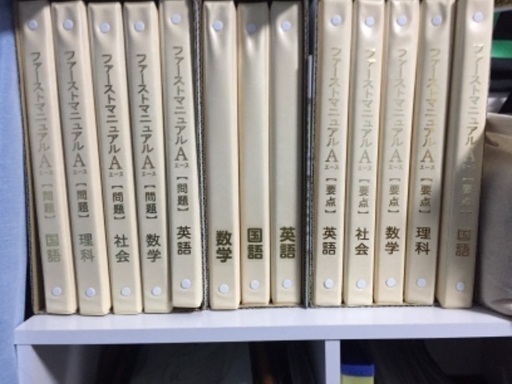 ファーストマニュアルAエース【問題】国語
ファーストマニュアルAエース【問題】理科
ファーストマニュアルAエース【問題】社会
ファーストマニュアルAエース【問題】数学
ファーストマニュアルAエース【問題】英語
数学
国語
英語
ファーストマニュアルAエース【要点】英語
ファーストマニュアルAエース【要点】社会
ファーストマニュアルAエース【要点】数学
ファーストマニュアルAエース【要点】理科
ファーストマニュアルAエース【要点】国語